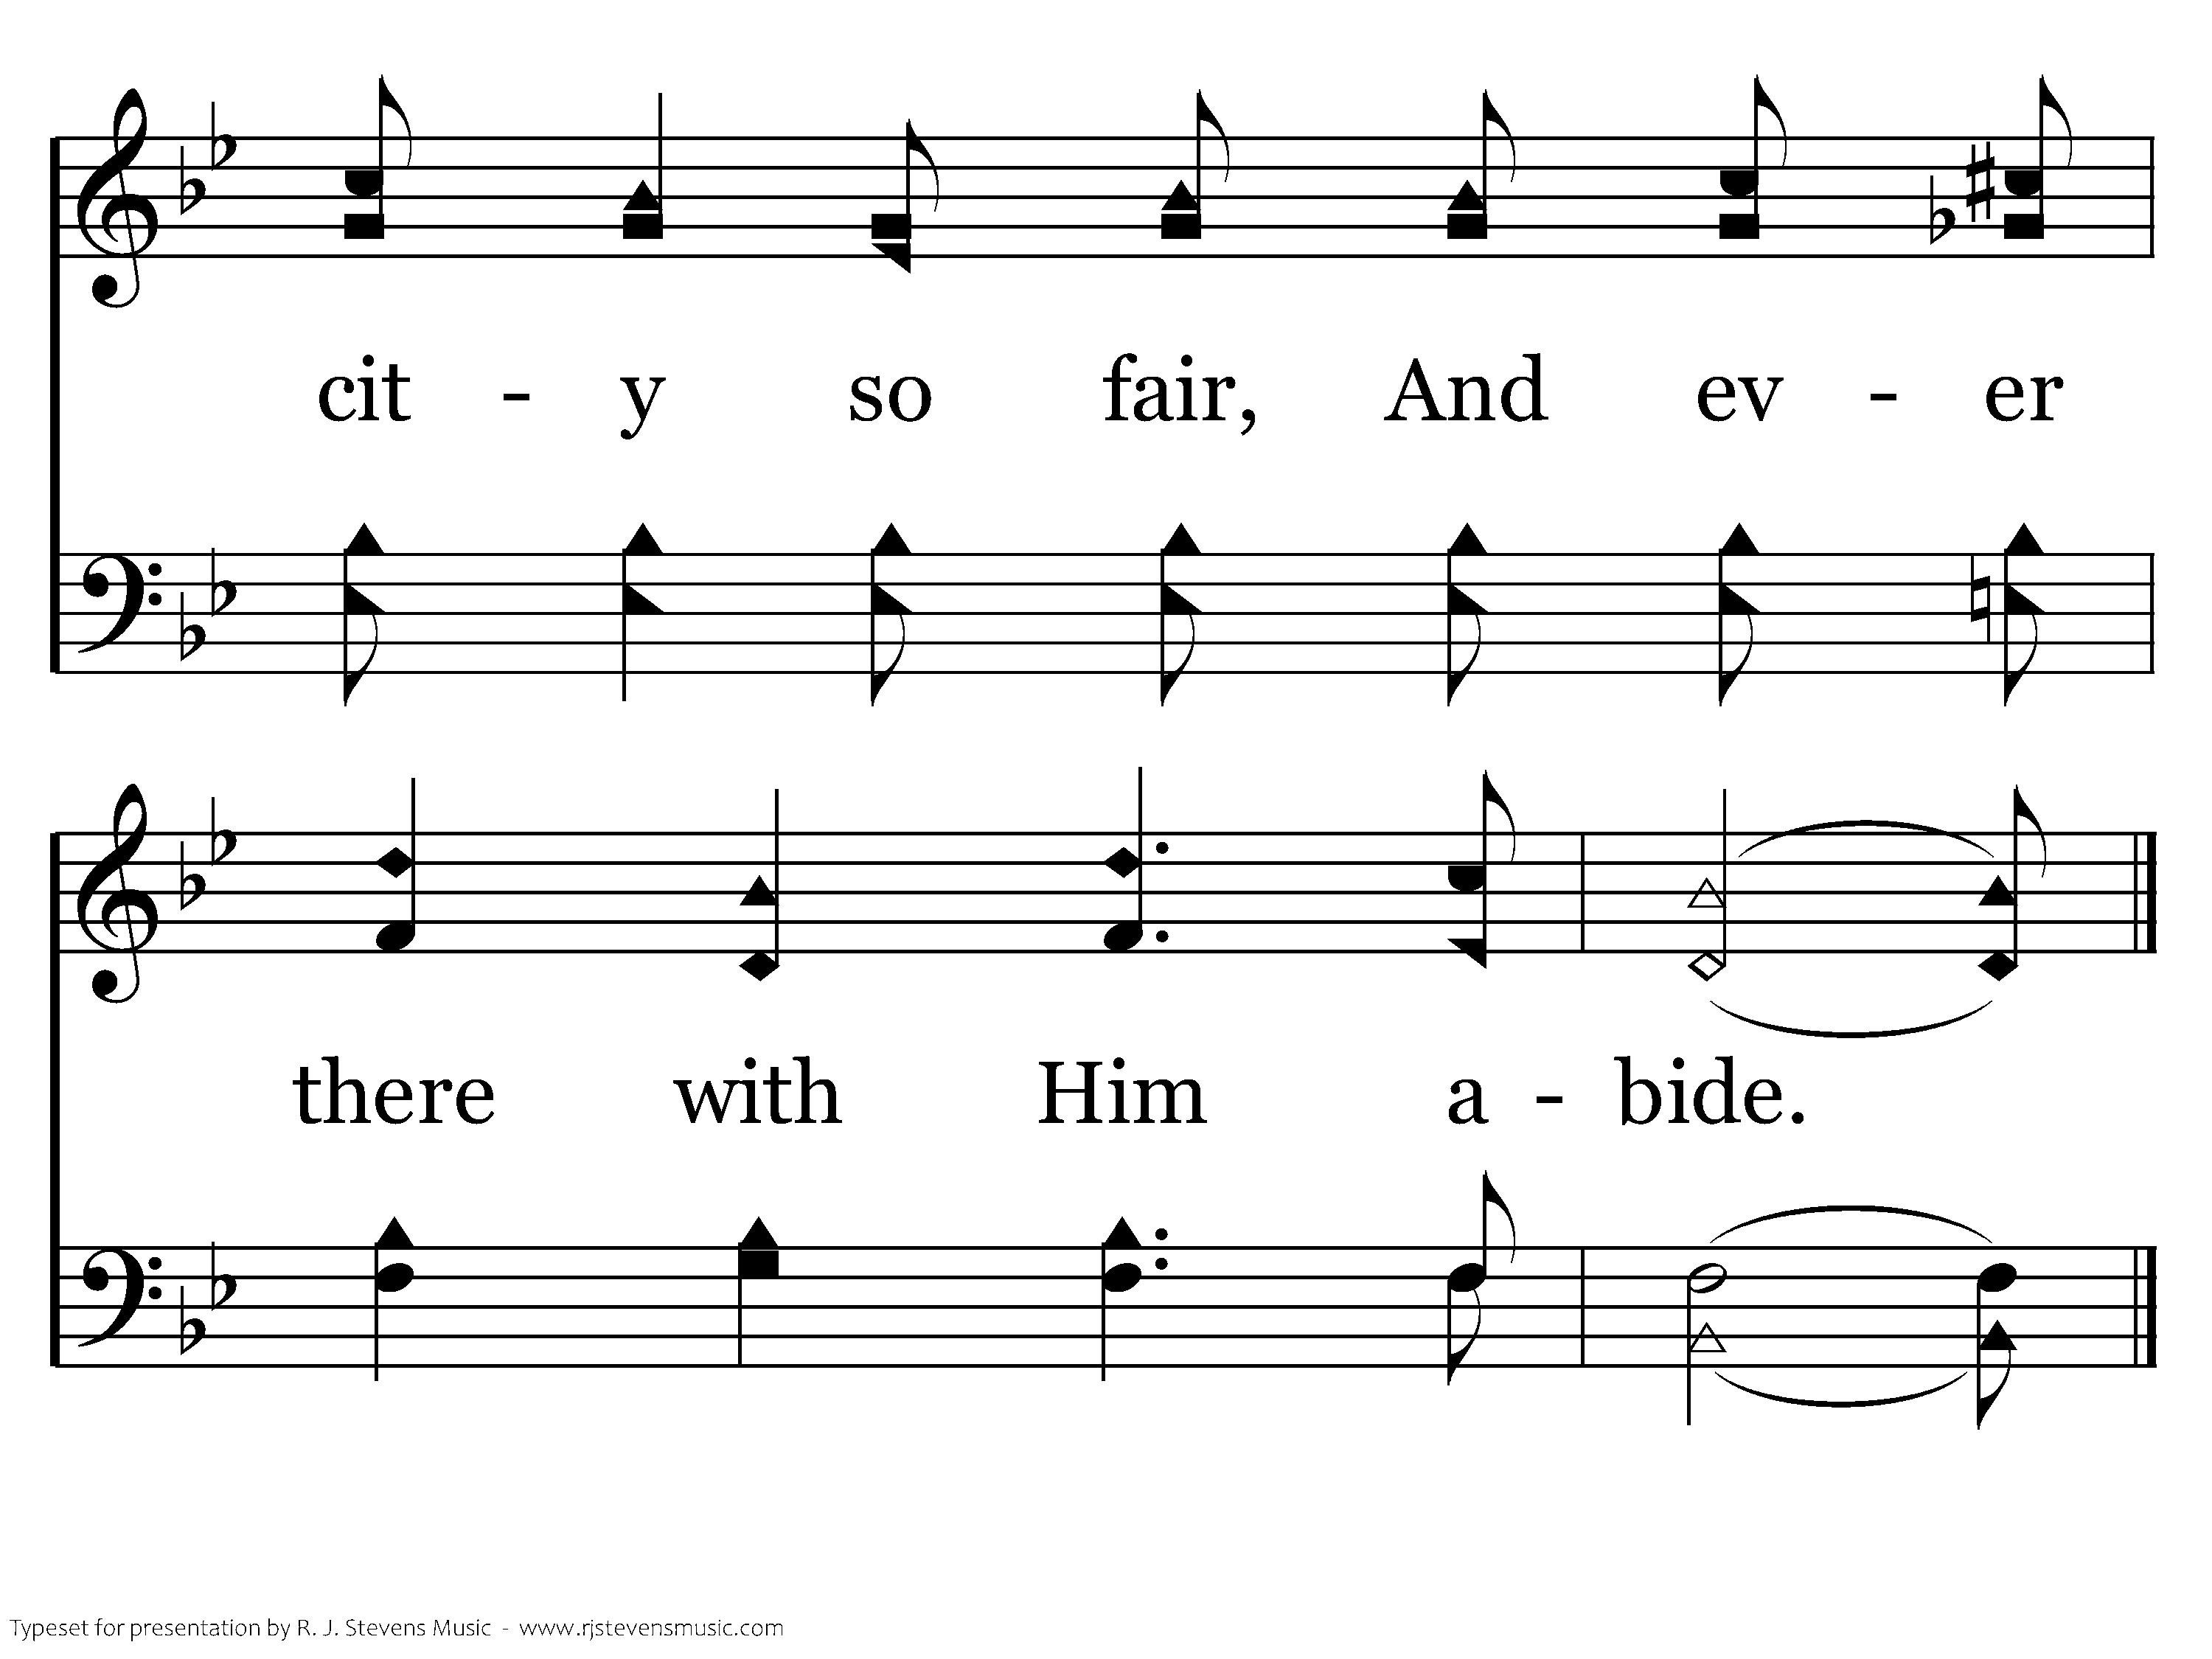 cit - y so fair, And ev - er
there with Him a - bide.
Typeset for presentation by R. J. Stevens Music - www.rjstevensmusic.com